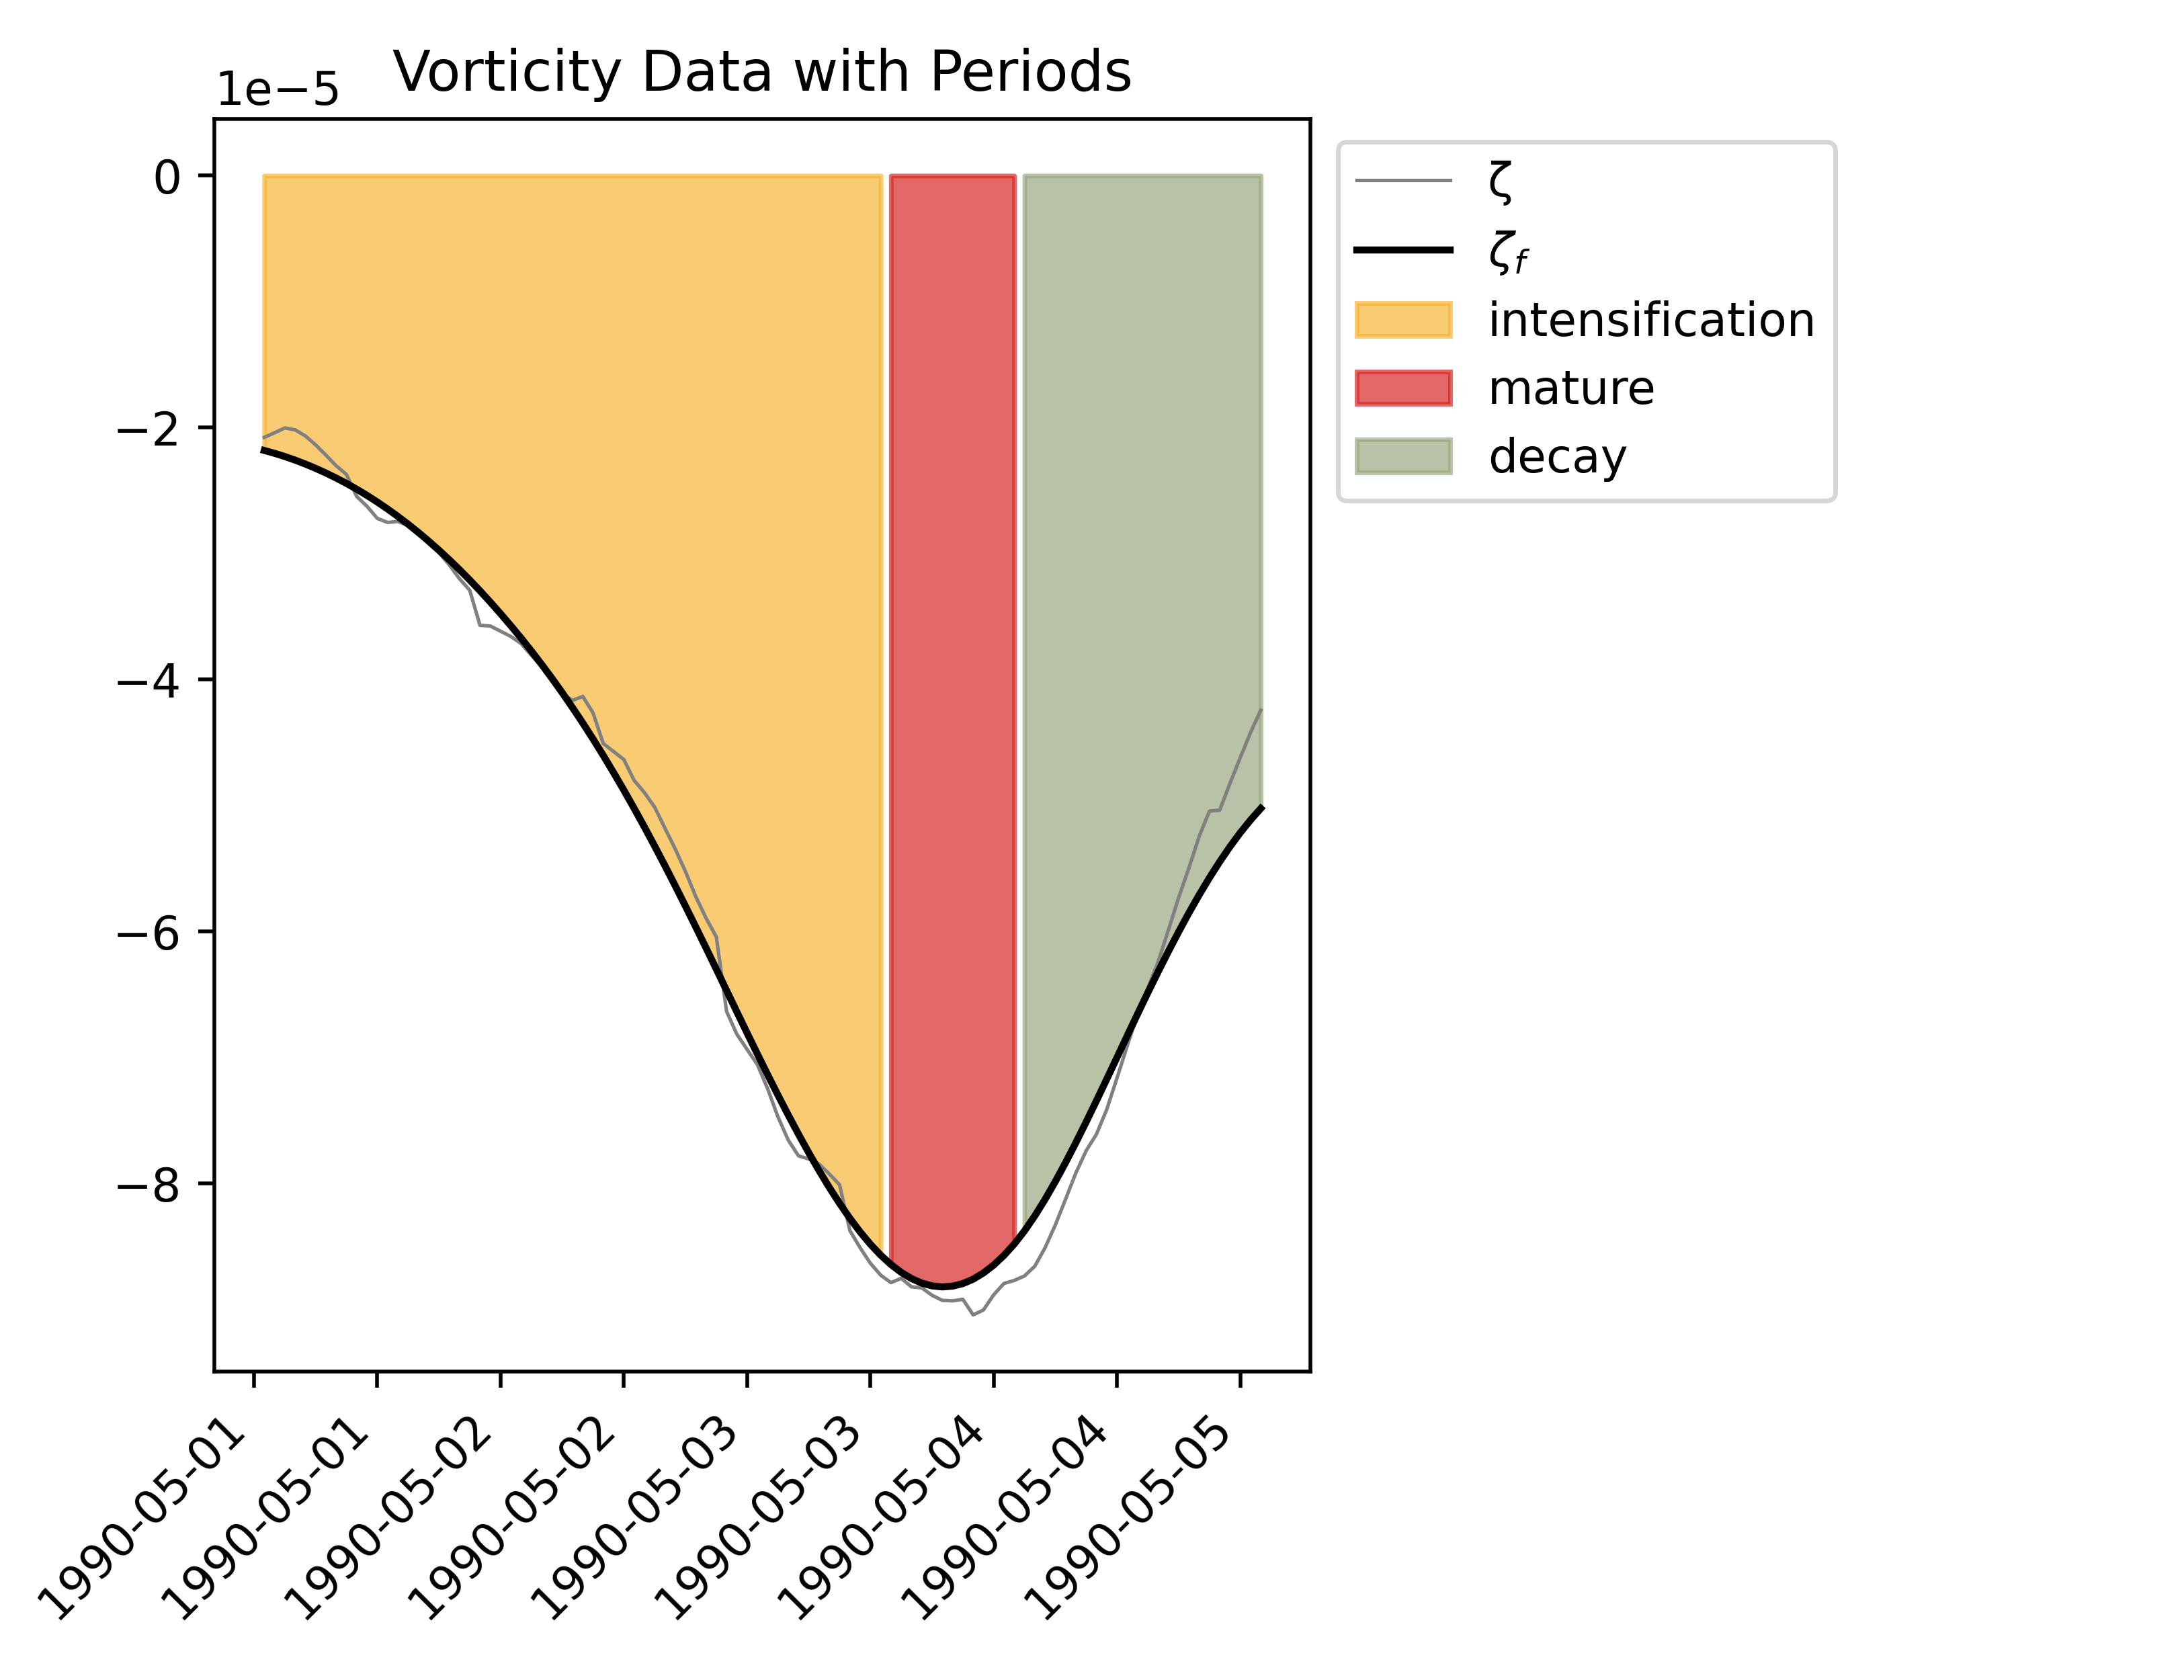 Vorticity Data with Periods
1e−5
0
−2
−4
−6
−8
1990-05-01
1990-05-01
1990-05-02
1990-05-02
1990-05-03
1990-05-03
1990-05-04
1990-05-04
1990-05-05
ζ
ζf
intensification
mature
decay